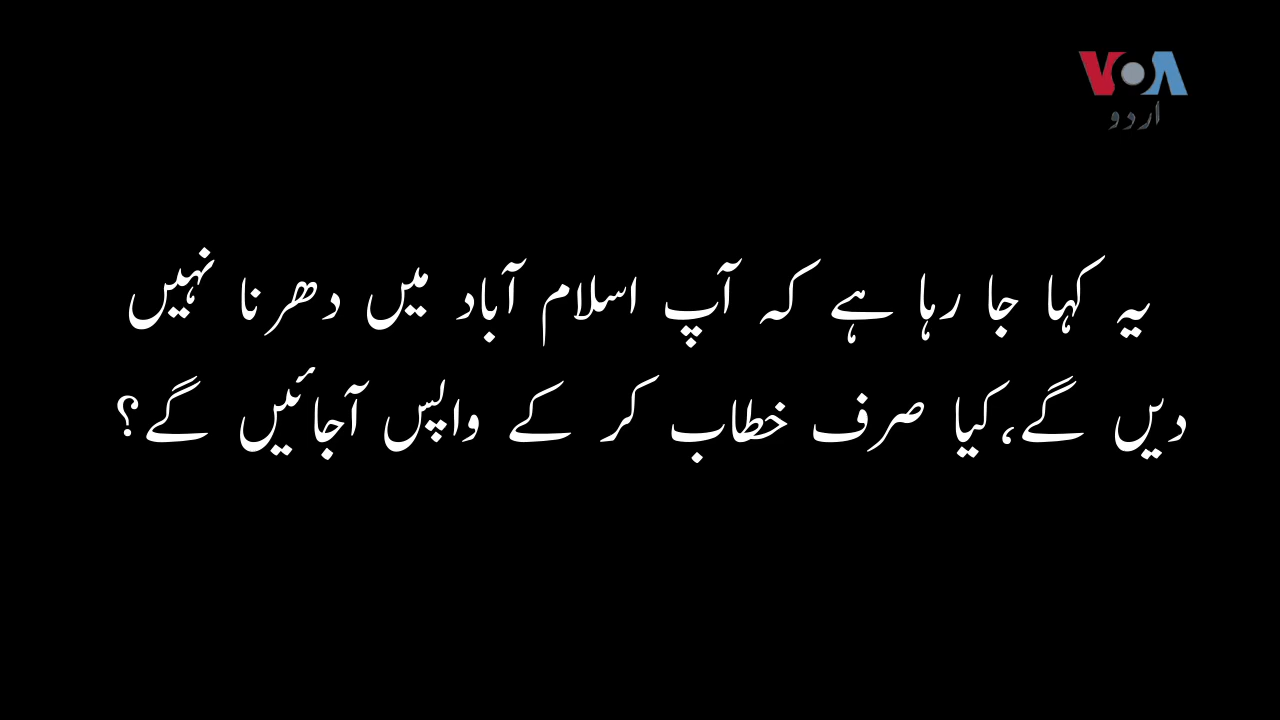 VOA
اردو
یہ کہا جا رہا ہے کہ آپ اسلام آباد میں دھرنا نہیں
دیں گے،کیا صرف خطاب کر کے واپس آجائیں گے؟